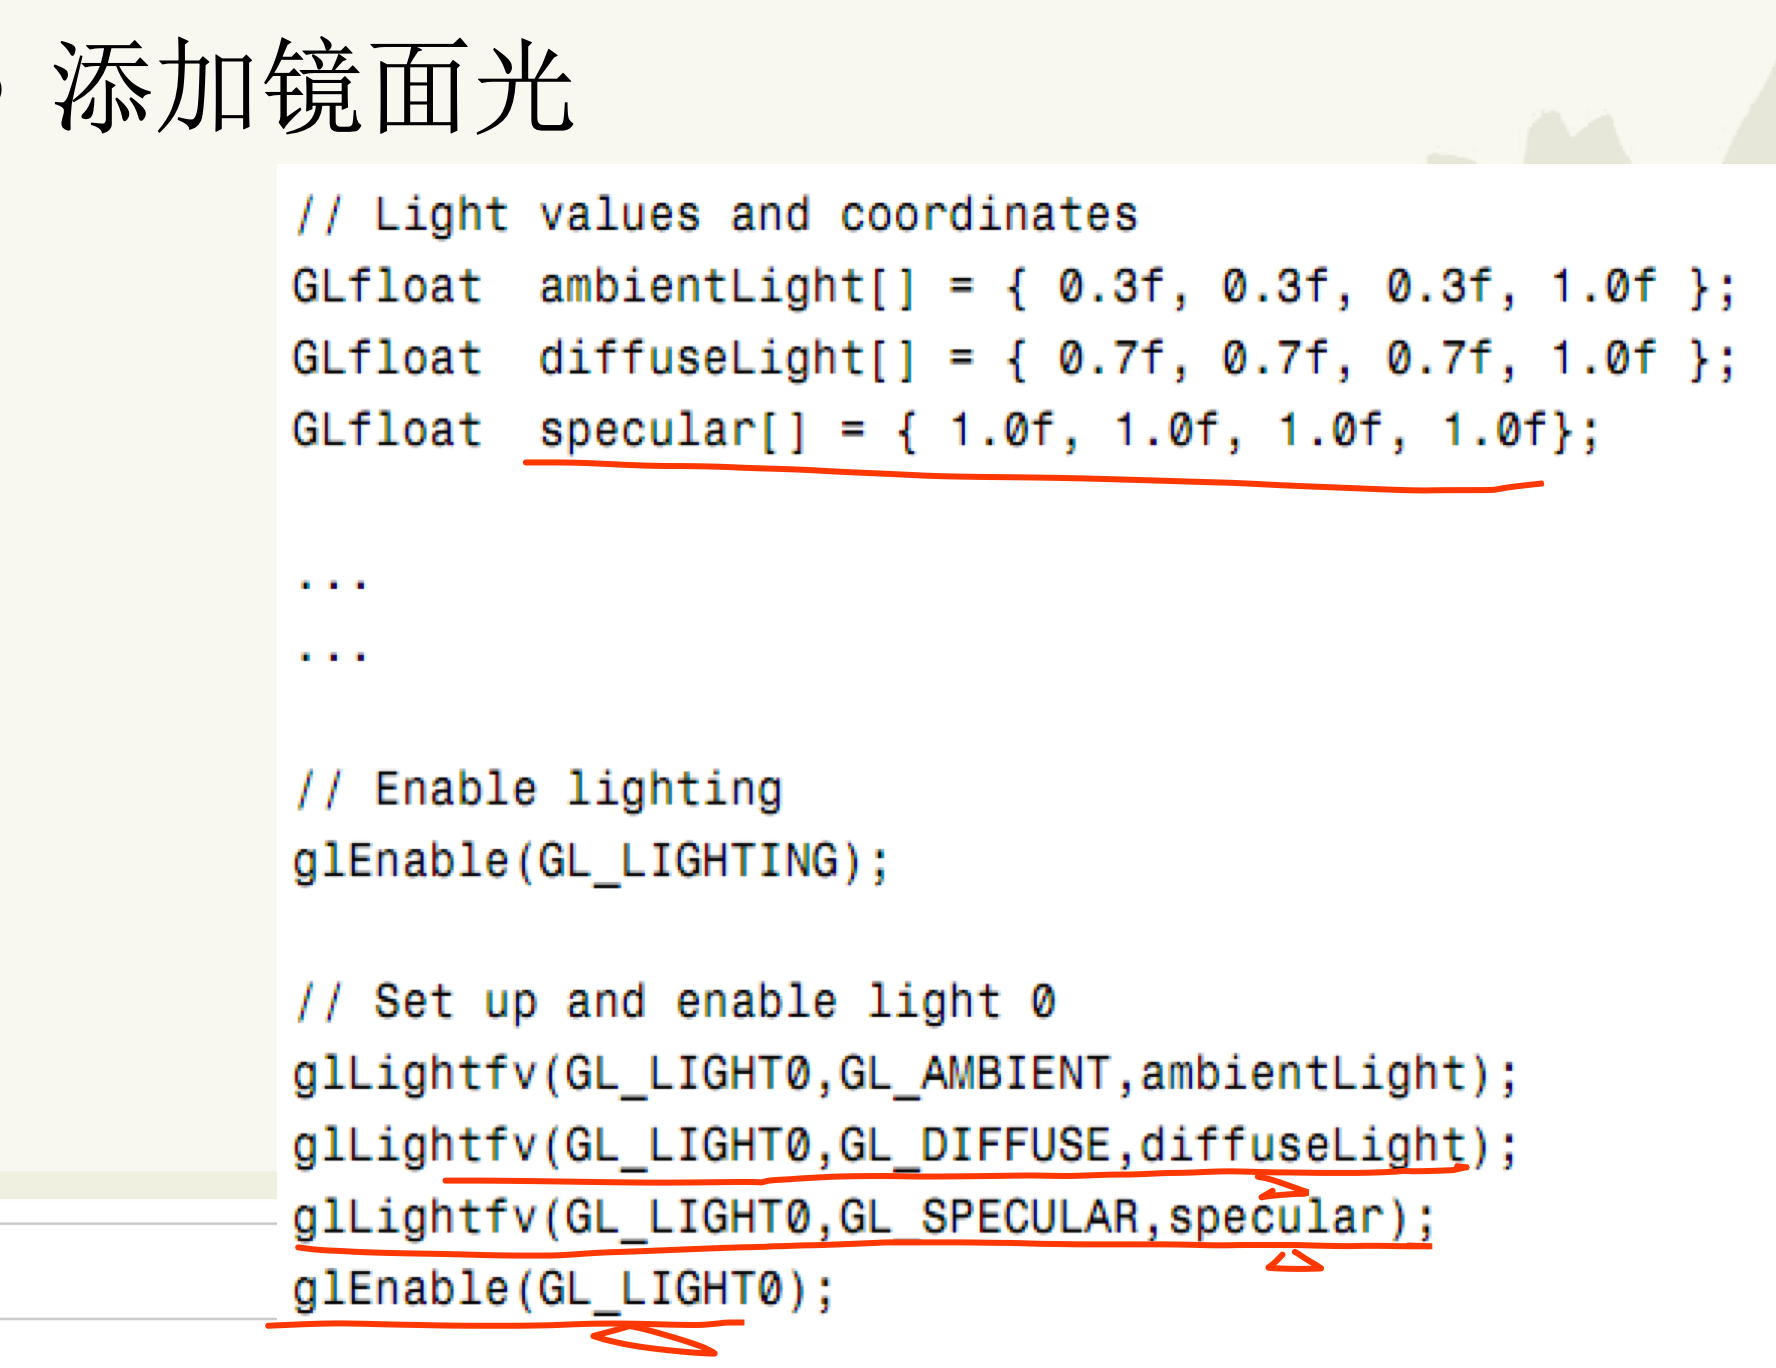 • 添加镜面光
// Light values and coordinates
GLfloat ambientLight[] = { 0.3f, 0.3f, 0.3f, 1.0f };
GLfloat diffuseLight[] = { 0.7f, 0.7f, 0.7f, 1.0f };
GLfloat specular[] = { 1.0f, 1.0f, 1.0f, 1.0f};
...
...
// Enable lighting
glEnable(GL_LIGHTING);
// Set up and enable light 0
glLightfv(GL_LIGHT0,GL_AMBIENT,ambientLight);
glLightfv(GL_LIGHT0,GL_DIFFUSE,diffuseLight);
glLightfv(GL_LIGHT0,GL_SPECULAR,specular);
glEnable(GL_LIGHT0);